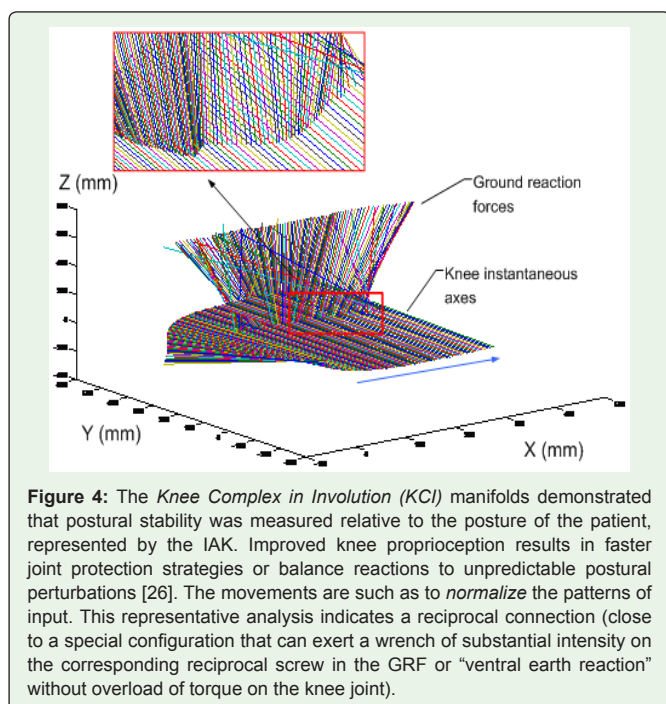 Z (mm)
Ground reaction
forces
Knee instantaneous
axes
Y (mm)
X (mm)
Figure 4: The Knee Complex in Involution (KCI) manifolds demonstrated
that postural stability was measured relative to the posture of the patient,
represented by the IAK. Improved knee proprioception results in faster
joint protection strategies or balance reactions to unpredictable postural
perturbations [26]. The movements are such as to normalize the patterns of
input. This representative analysis indicates a reciprocal connection (close
to a special configuration that can exert a wrench of substantial intensity on
the corresponding reciprocal screw in the GRF or “ventral earth reaction”
without overload of torque on the knee joint).